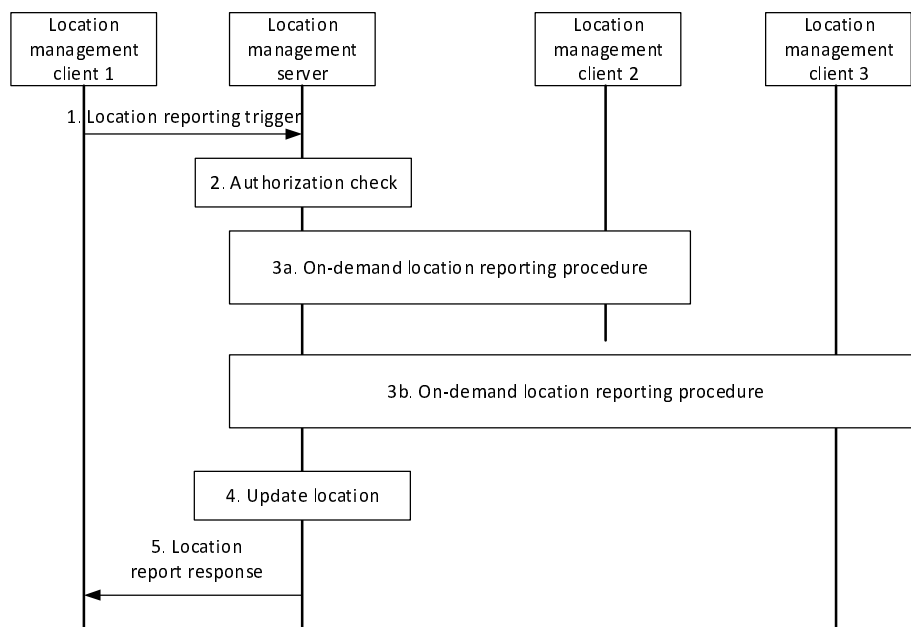 Location
management
client 1
Location
management
server
Location
management
client 2
Location
management
client 3
1. Location reporting trigger
2. Authorization check
3a. On-demand location reporting procedure
3b. On-demand location reporting procedure
4. Update location
5. Location
report response